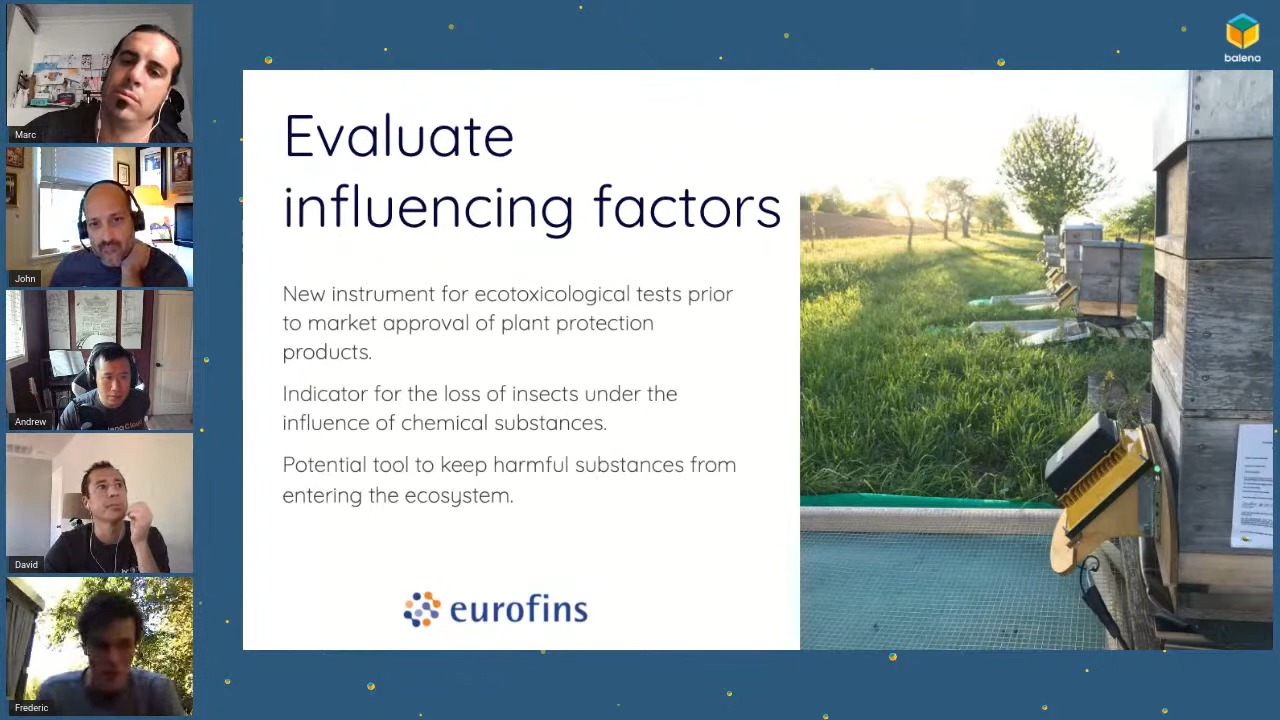 balena
Marc
John
Andrew
David
Frederic
Evaluate
influencing factors
New instrument for ecotoxicological tests prior
to market approval of plant protection
products.
Indicator for the loss of insects under the
influence of chemical substances.
Potential tool to keep harmful substances from
entering the ecosystem.
eurofins